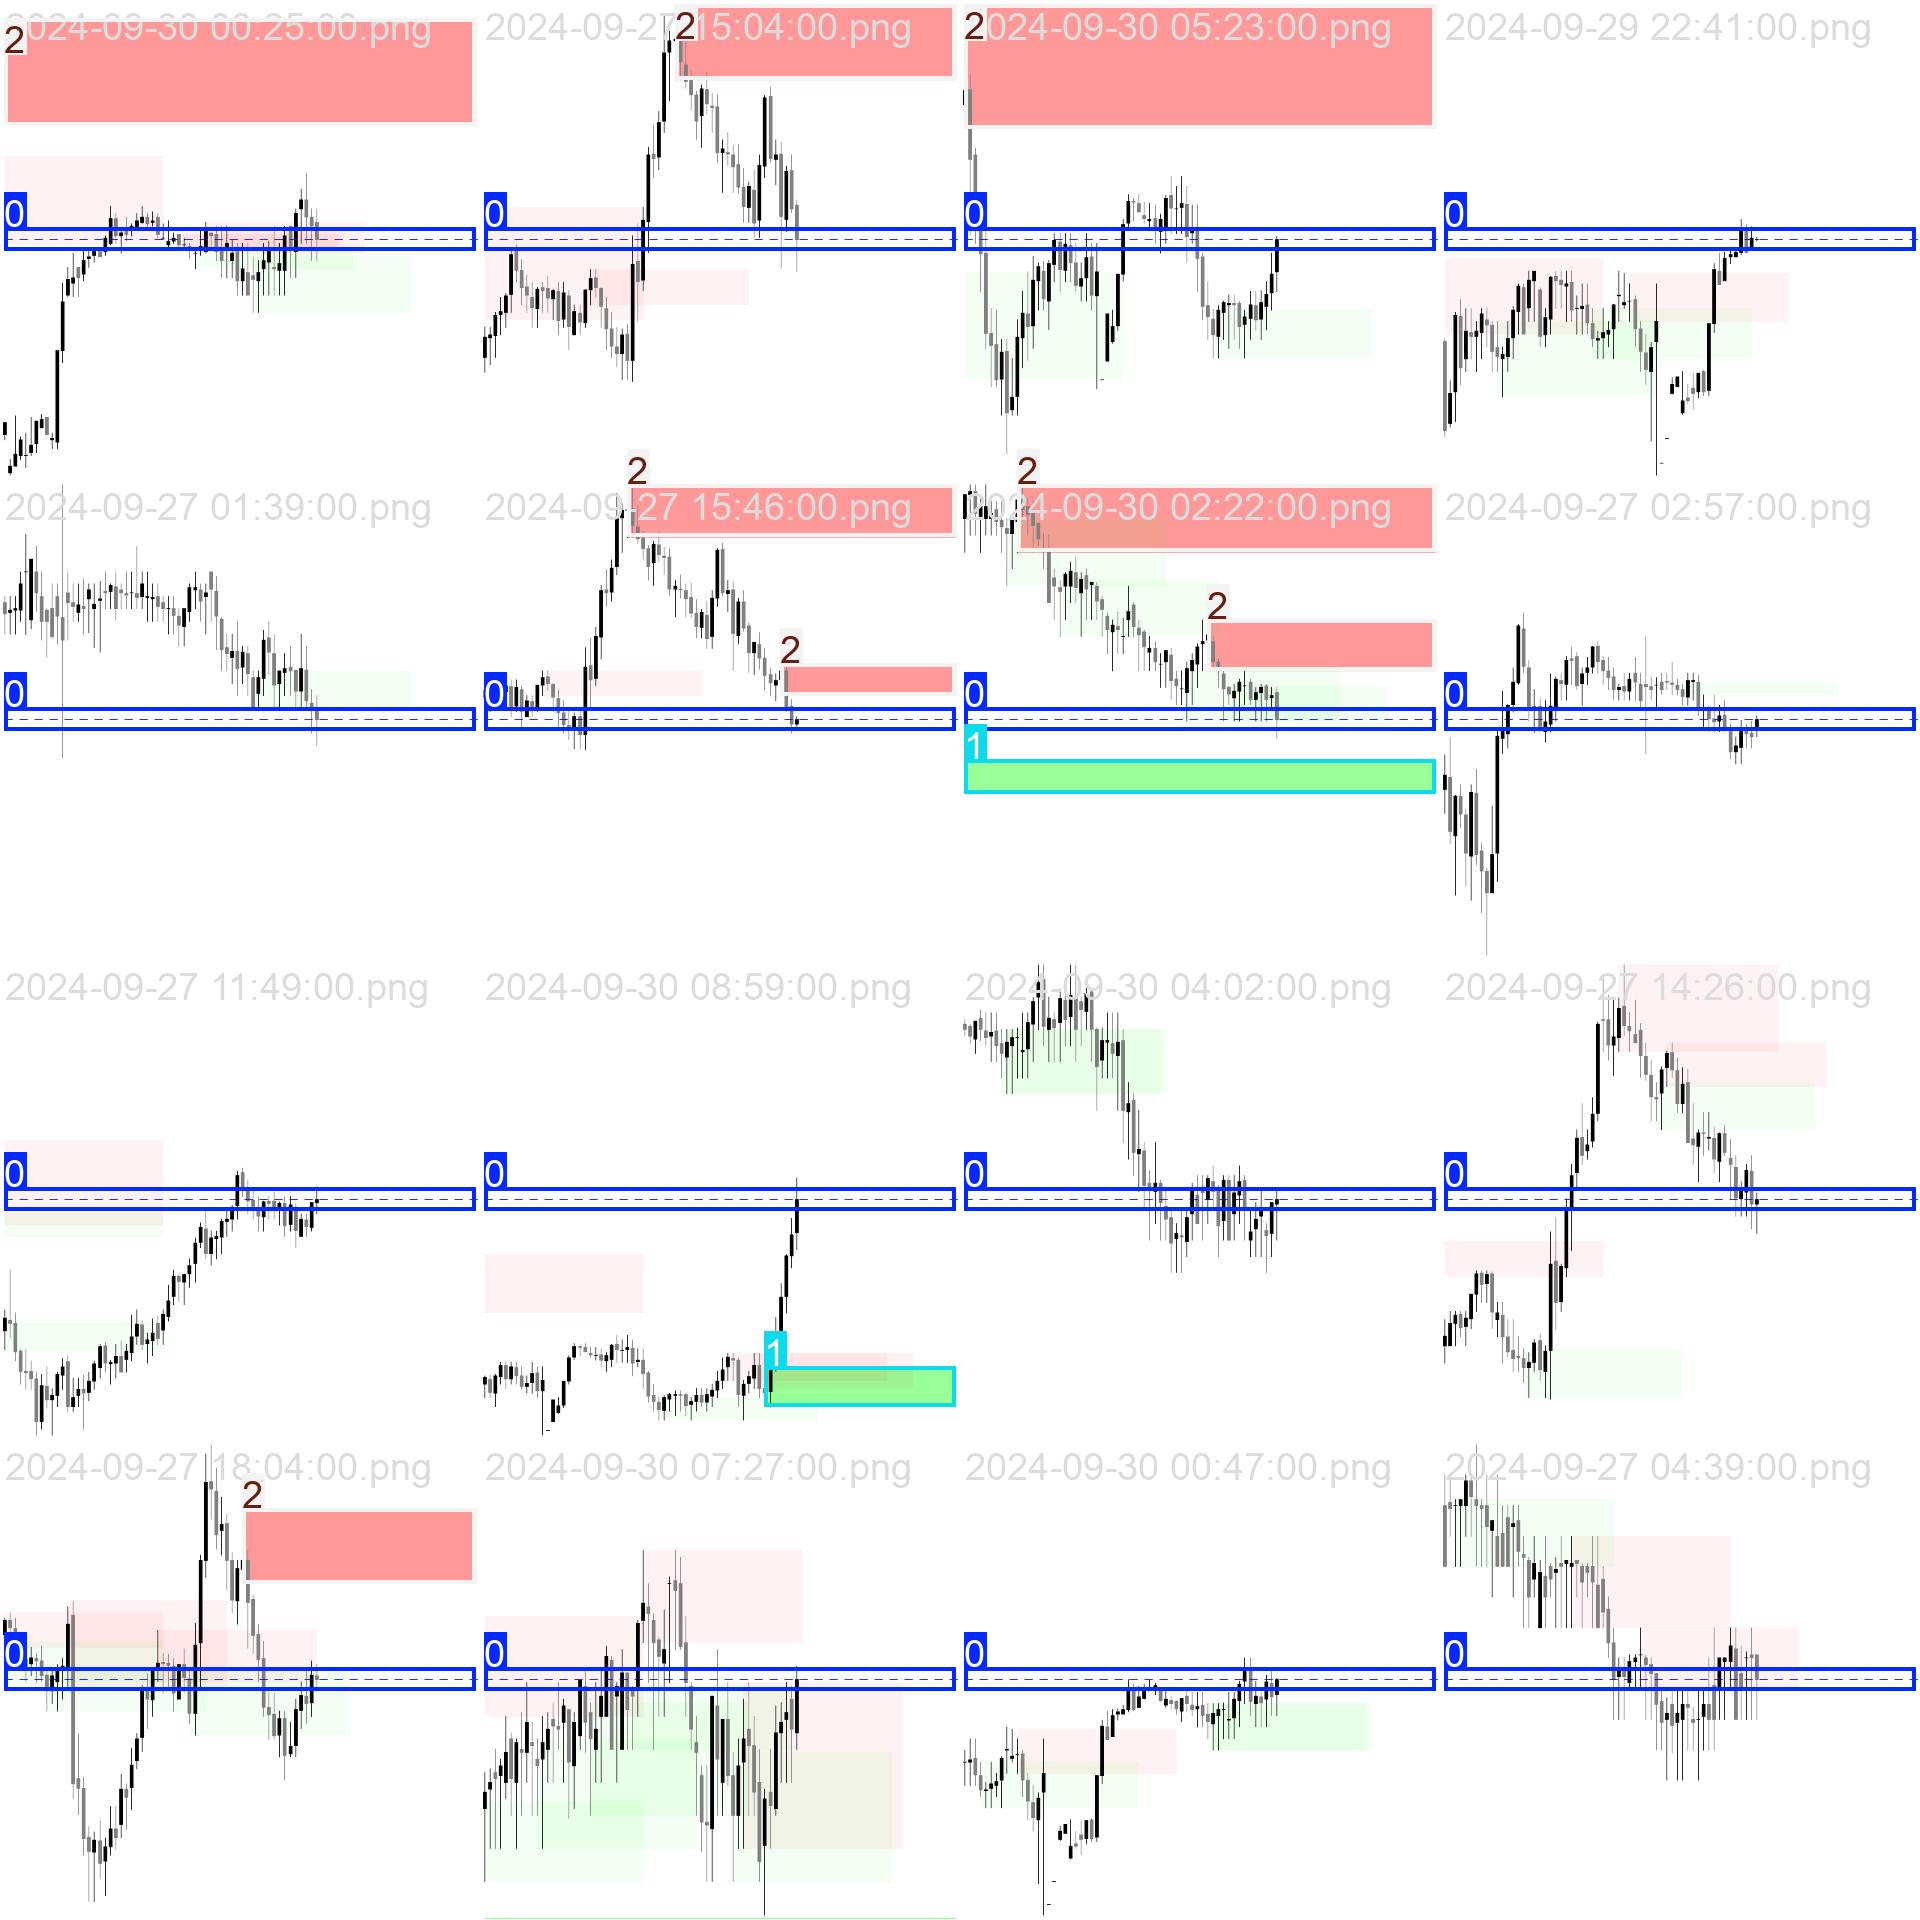 2024-09-30 00:25:00.png
2024-09-27 15:04:00.png
2024-09-30 05:23:00.png
2024-09-29 22:41:00.png
2
2
2
0
0
0
0
2024-09-27 01:39:00.png
2024-09-27 15:46:00.png
2024-09-30 02:22:00.png
2024-09-27 02:57:00.png
2
2
2
2
0
0
0
0
1
2024-09-27 11:49:00.png
2024-09-30 08:59:00.png
2024-09-30 04:02:00.png
2024-09-27 14:26:00.png
0
0
0
0
1
2024-09-27 18:04:00.png
2024-09-30 07:27:00.png
2024-09-30 00:47:00.png
2024-09-27 04:39:00.png
2
0
0
0
0